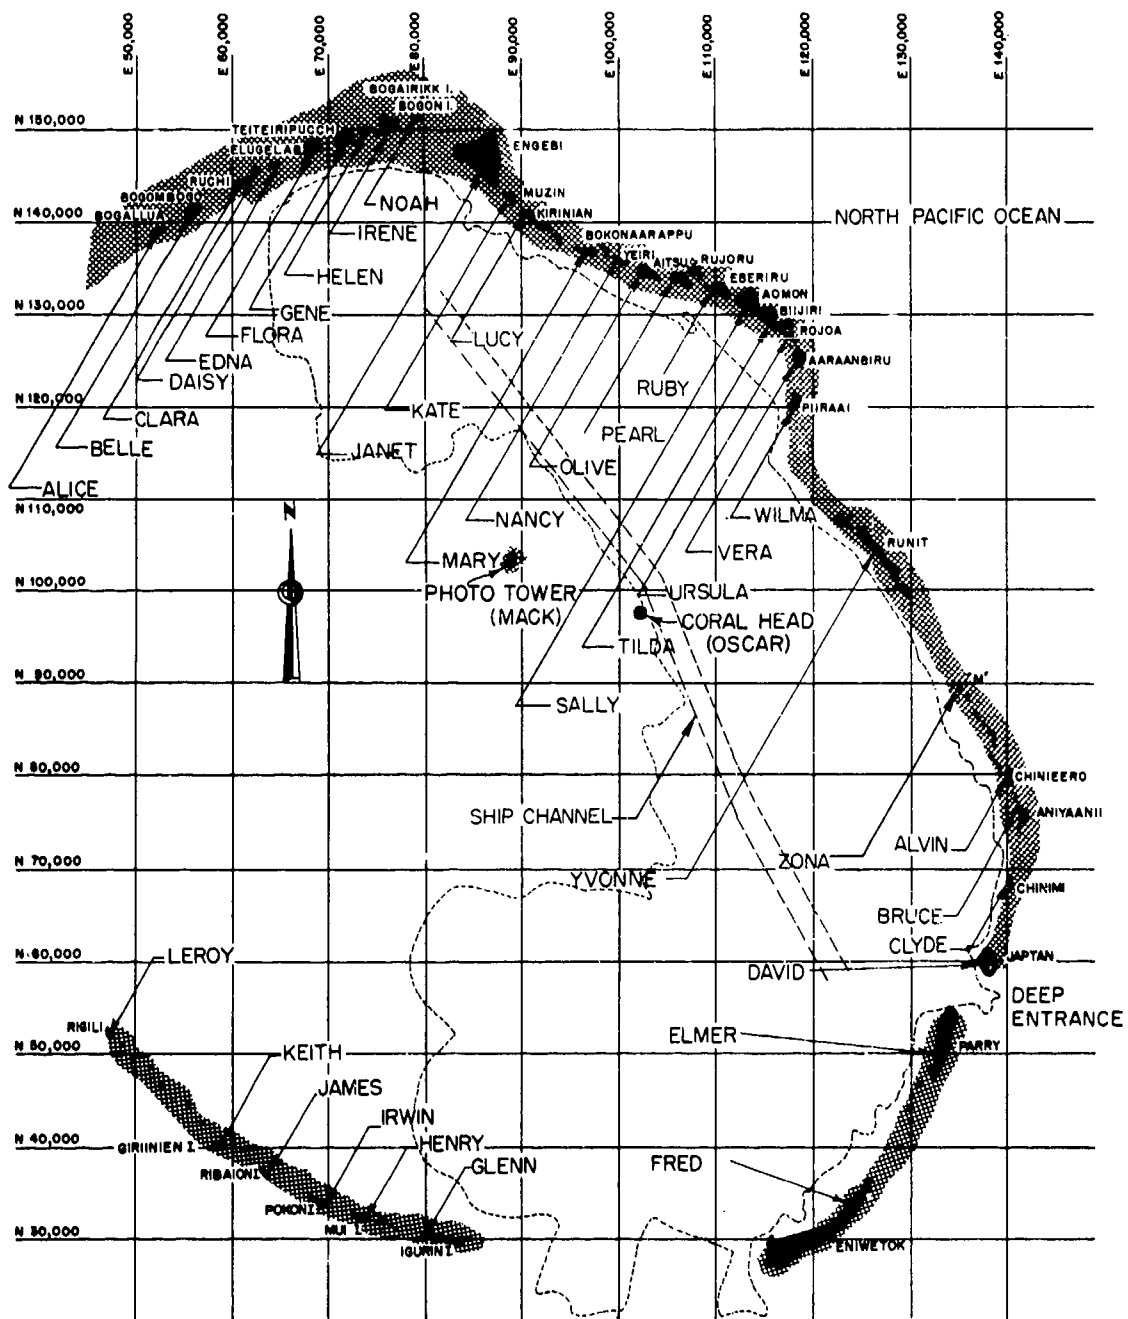 E 50,000
E 60,000
E 70,000
E 80,000
E 90,000
E 100,000
E 110,000
E 120,000
E 130,000
E 140,000
BOGAIRIKK I.
BOGON I.
N 150,000
TEITEIRIPUCCH
ELUGELAB
ENGEBI
RUCHI
BOGOMBOGO
BOGALLUA
MUZIN
KIRINIAN
N 140,000
NOAH
NORTH PACIFIC OCEAN
IRENE
BOKONAARAPPU
YEIRI
AITSU
RUJORU
HELEN
EBERIRU
AOMON
N 130,000
GENE
BIIJIRI
FLORA
LUCY
ROJOA
EDNA
AARAANBIRU
DAISY
RUBY
N 120,000
CLARA
KATE
PIIRAAI
BELLE
JANET
PEARL
OLIVE
ALICE
N 110,000
N
NANCY
WILMA
RUNIT
VERA
MARY
N 100,000
PHOTO TOWER
(MACK)
URSULA
CORAL HEAD
(OSCAR)
TILDA
N 90,000
"M"
SALLY
N 80,000
CHINIEERO
SHIP CHANNEL
ANIYAANII
ALVIN
ZONA
N 70,000
YVONNE
CHINIMI
BRUCE
CLYDE
N 60,000
LEROY
DAVID
JAPTAN
DEEP
ENTRANCE
RIGILI
ELMER
N 50,000
KEITH
PARRY
JAMES
IRWIN
N 40,000
GIRIINIEN I.
HENRY
GLENN
FRED
RIBAION I.
POKON I.
MUI I.
N 30,000
IGURIN I.
ENIWETOK